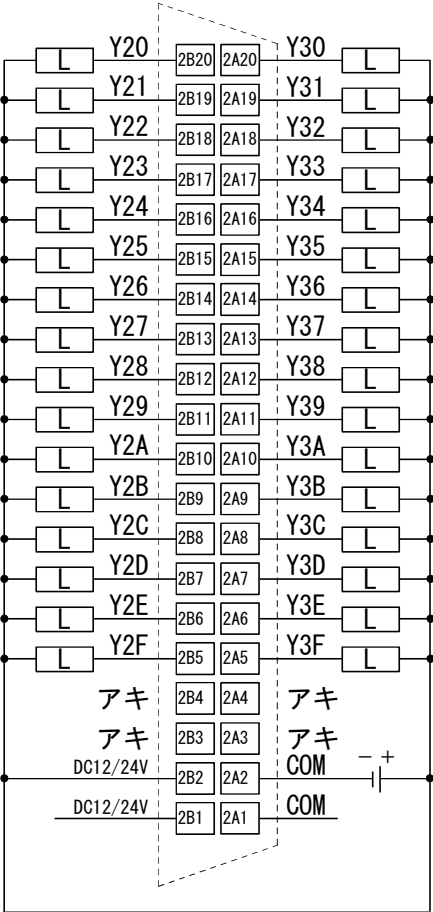 L Y20 2B20 2A20 Y30 L
L Y21 2B19 2A19 Y31 L
L Y22 2B18 2A18 Y32 L
L Y23 2B17 2A17 Y33 L
L Y24 2B16 2A16 Y34 L
L Y25 2B15 2A15 Y35 L
L Y26 2B14 2A14 Y36 L
L Y27 2B13 2A13 Y37 L
L Y28 2B12 2A12 Y38 L
L Y29 2B11 2A11 Y39 L
L Y2A 2B10 2A10 Y3A L
L Y2B 2B9 2A9 Y3B L
L Y2C 2B8 2A8 Y3C L
L Y2D 2B7 2A7 Y3D L
L Y2E 2B6 2A6 Y3E L
L Y2F 2B5 2A5 Y3F L
アキ 2B4 2A4 アキ
アキ 2B3 2A3 アキ
DC12/24V 2B2 2A2 COM - +
DC12/24V 2B1 2A1 COM